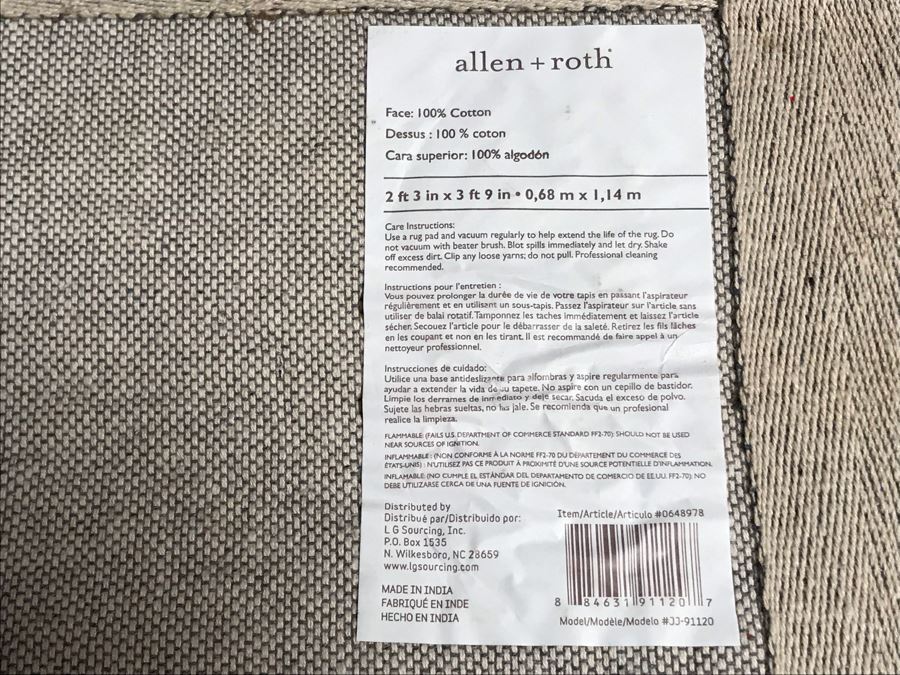 allen + roth
Face: 100% Cotton
Dessus : 100 % coton
Cara superior: 100% algodón
2 ft 3 in x 3 ft 9 in • 0,68 m x 1,14 m
Care Instructions:
Use a rug pad and vacuum regularly to help extend the life of the rug. Do
not vacuum with beater brush. Blot spills immediately and let dry. Shake
off excess dirt. Clip any loose yarns; do not pull. Professional cleaning
recommended.
Instructions pour l'entretien :
Vous pouvez prolonger la durée de vie de votre tapis en passant l'aspirateur
régulièrement et en utilisant un sous-tapis. Passez l'aspirateur sur l'article sans
utiliser de balai rotatif. Tamponnez les taches immédiatement et laissez l'article
sécher. Secouez l'article pour le débarrasser de la saleté. Retirez les fils lâches
en les coupant et non en les tirant. Il est recommandé de faire appel à un
nettoyeur professionnel.
Instrucciones de cuidado:
Utilice una base antideslizante para alfombras y aspire regularmente para
ayudar a extender la vida de su tapete. No aspire con un cepillo de bastidor.
Limpie los derrames de inmediato y deje secar. Sacuda el exceso de polvo.
Sujete las hebras sueltas, no las jale. Se recomienda que un profesional
realice la limpieza.
FLAMMABLE (FAILS U.S. DEPARTMENT OF COMMERCE STANDARD FF2-70): SHOULD NOT BE USED
NEAR SOURCES OF IGNITION.
INFLAMMABLE : (NON CONFORME À LA NORME FF2-70 DU DÉPARTEMENT DU COMMERCE DES
ÉTATS-UNIS) : N'UTILISEZ PAS CE PRODUIT À PROXIMITÉ D'UNE SOURCE POTENTIELLE D'INFLAMMATION.
INFLAMABLE: (NO CUMPLE EL ESTÁNDAR DEL DEPARTAMENTO DE COMERCIO DE EE.UU. FF2-70): NO
DEBE UTILIZARSE CERCA DE UNA FUENTE DE IGNICIÓN.
Distributed by
Distribué par/Distribuido por:
L G Sourcing, Inc.
P.O. Box 1535
N. Wilkesboro, NC 28659
www.lgsourcing.com
MADE IN INDIA
FABRIQUÉ EN INDE
HECHO EN INDIA
Item/Article/Artículo #0648978
8 84631 91120 7
Model/Modèle/Modelo #JJ-91120